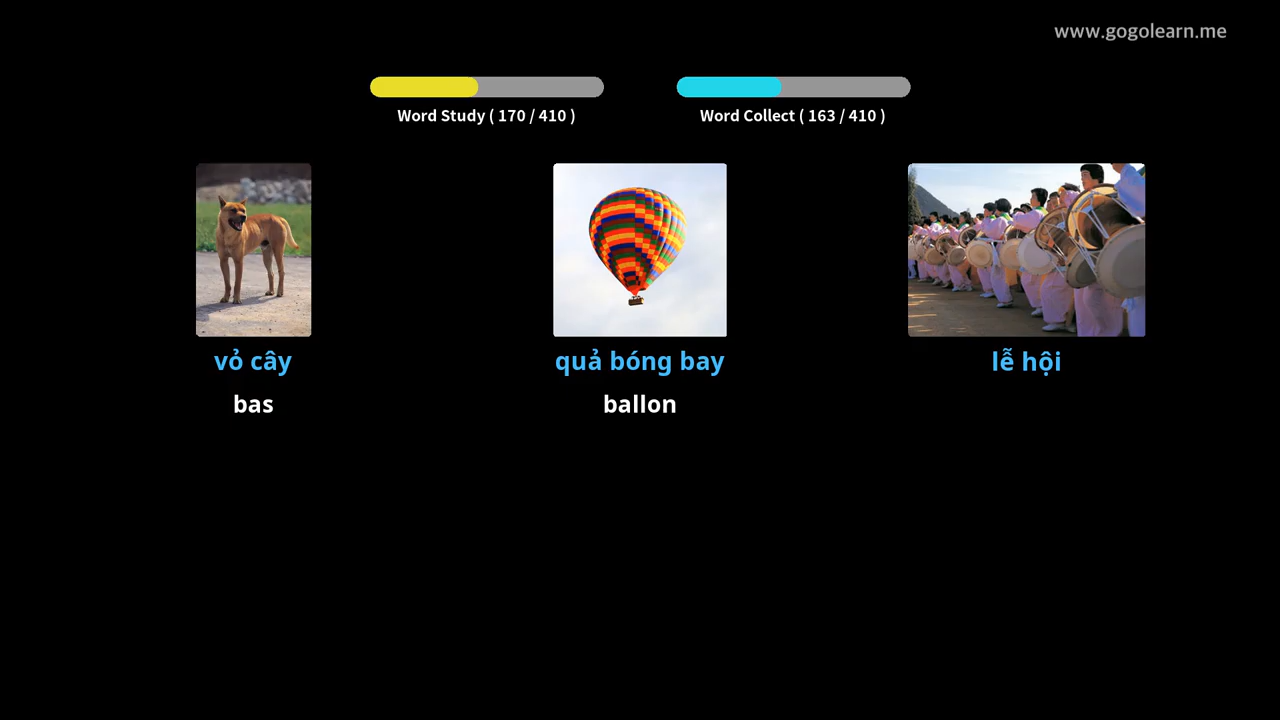 www.gogolearn.me
Word Study ( 170 / 410 )
Word Collect ( 163 / 410 )
vỏ cây
quả bóng bay
lễ hội
bas
ballon